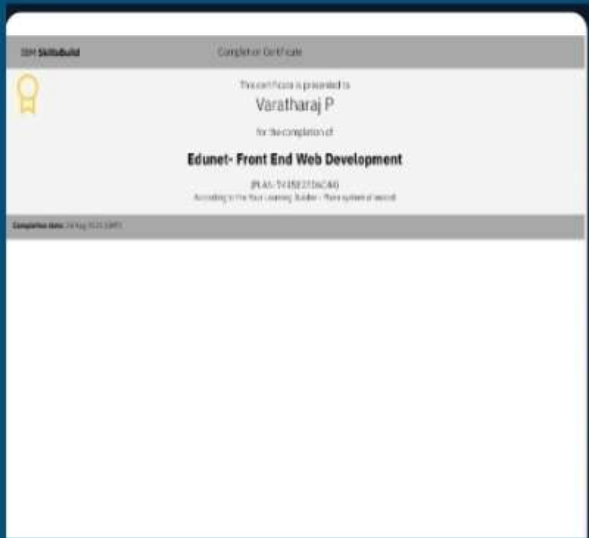 IBM SkillsBuild
Completion Certificate
This certificate is presented to
Varatharaj P
for the completion of
Edunet- Front End Web Development
According to the Your Learning Builder - Plans system of record
Completion date: